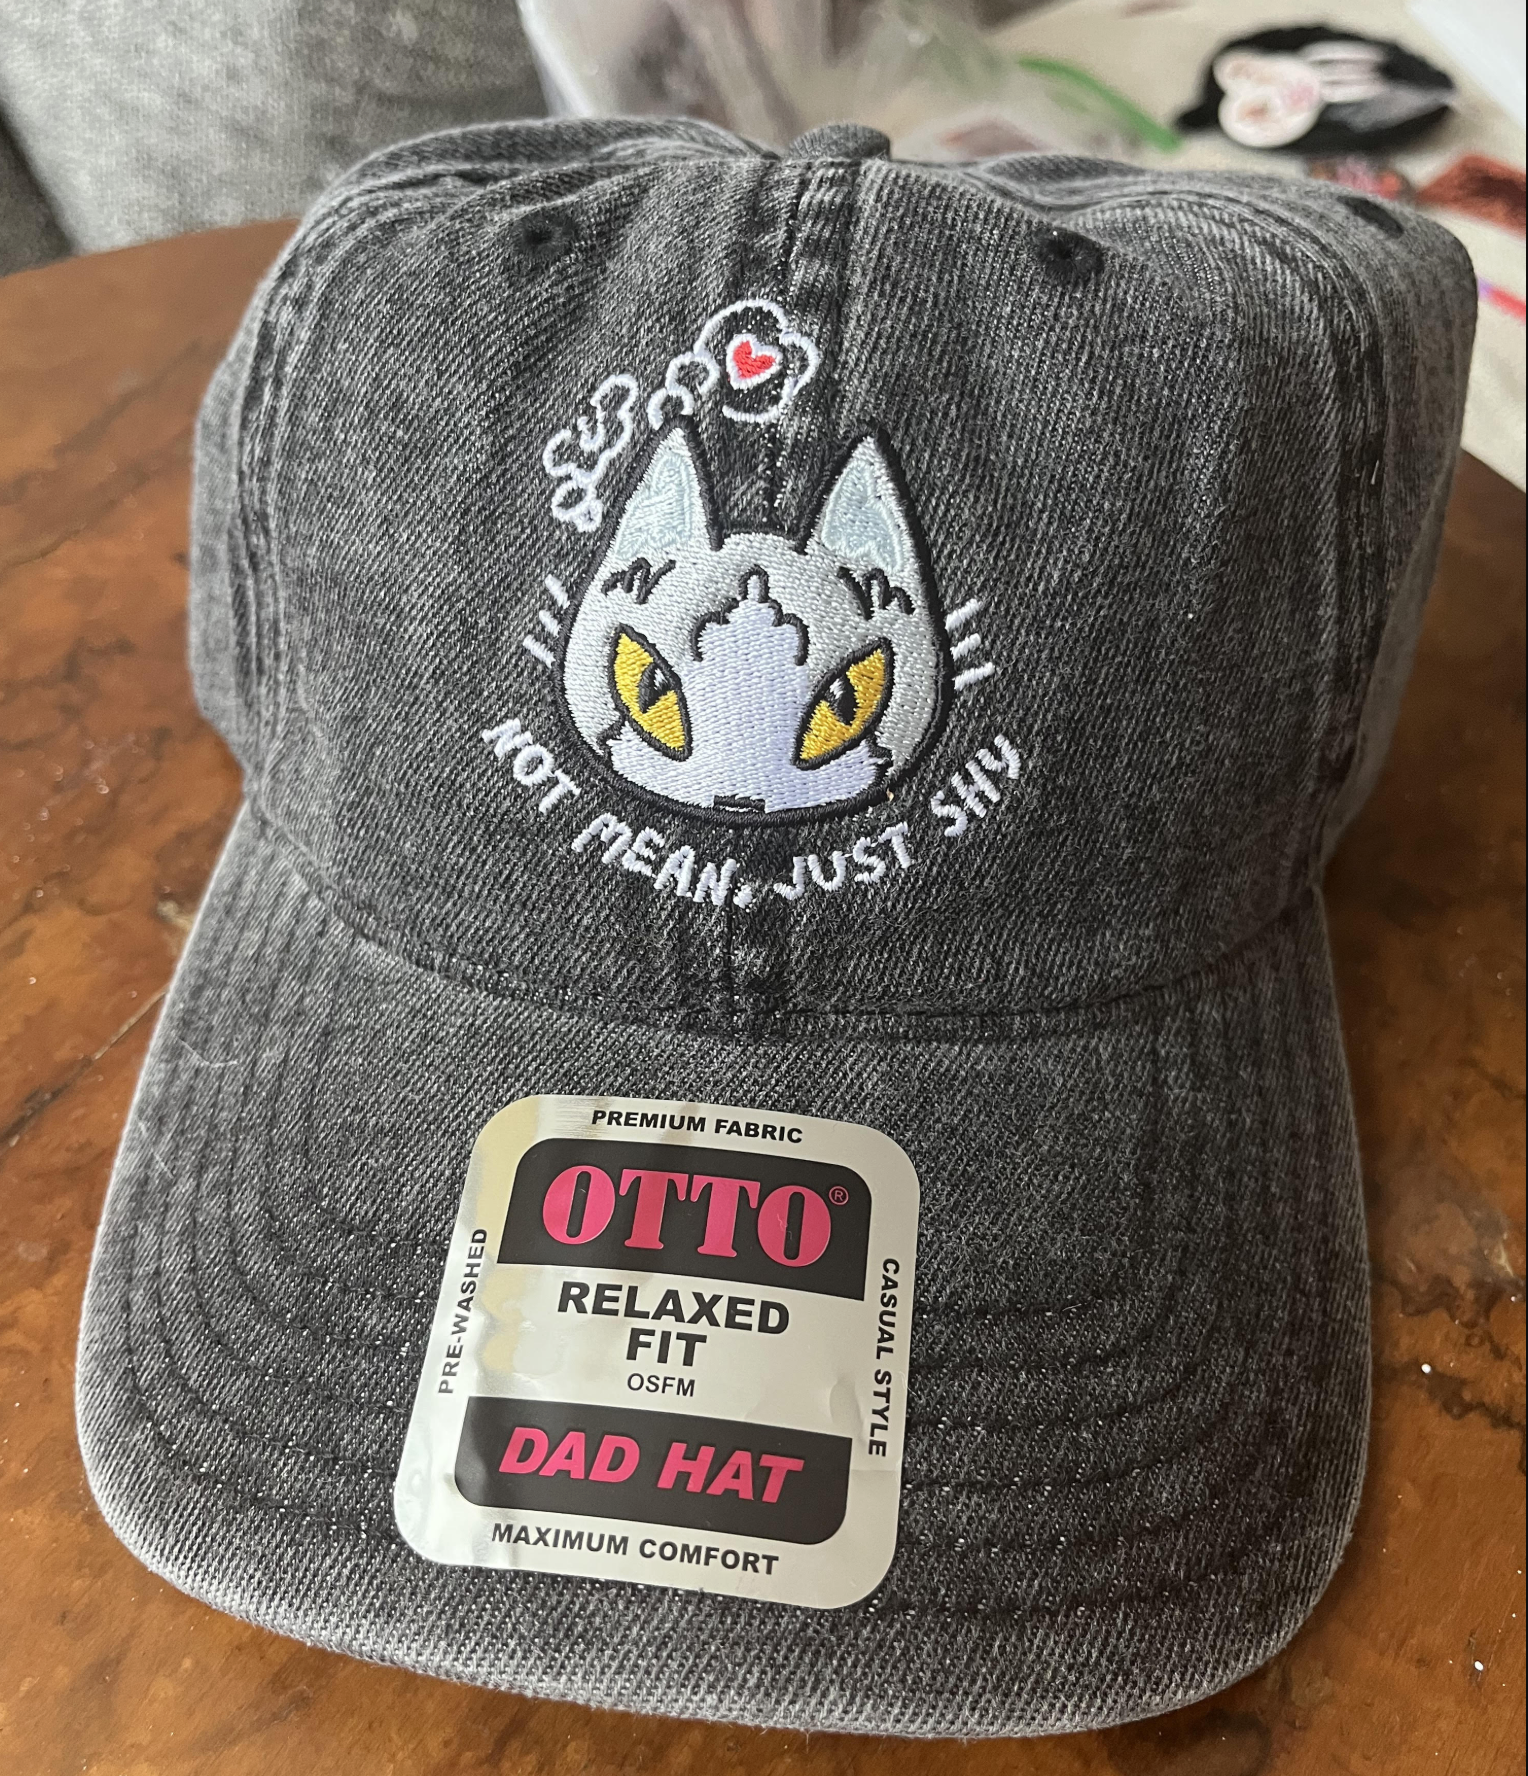 NOT MEAN, JUST SHY
PREMIUM FABRIC
OTTO®
PRE-WASHED
CASUAL STYLE
RELAXED
FIT
OSFM
DAD HAT
MAXIMUM COMFORT